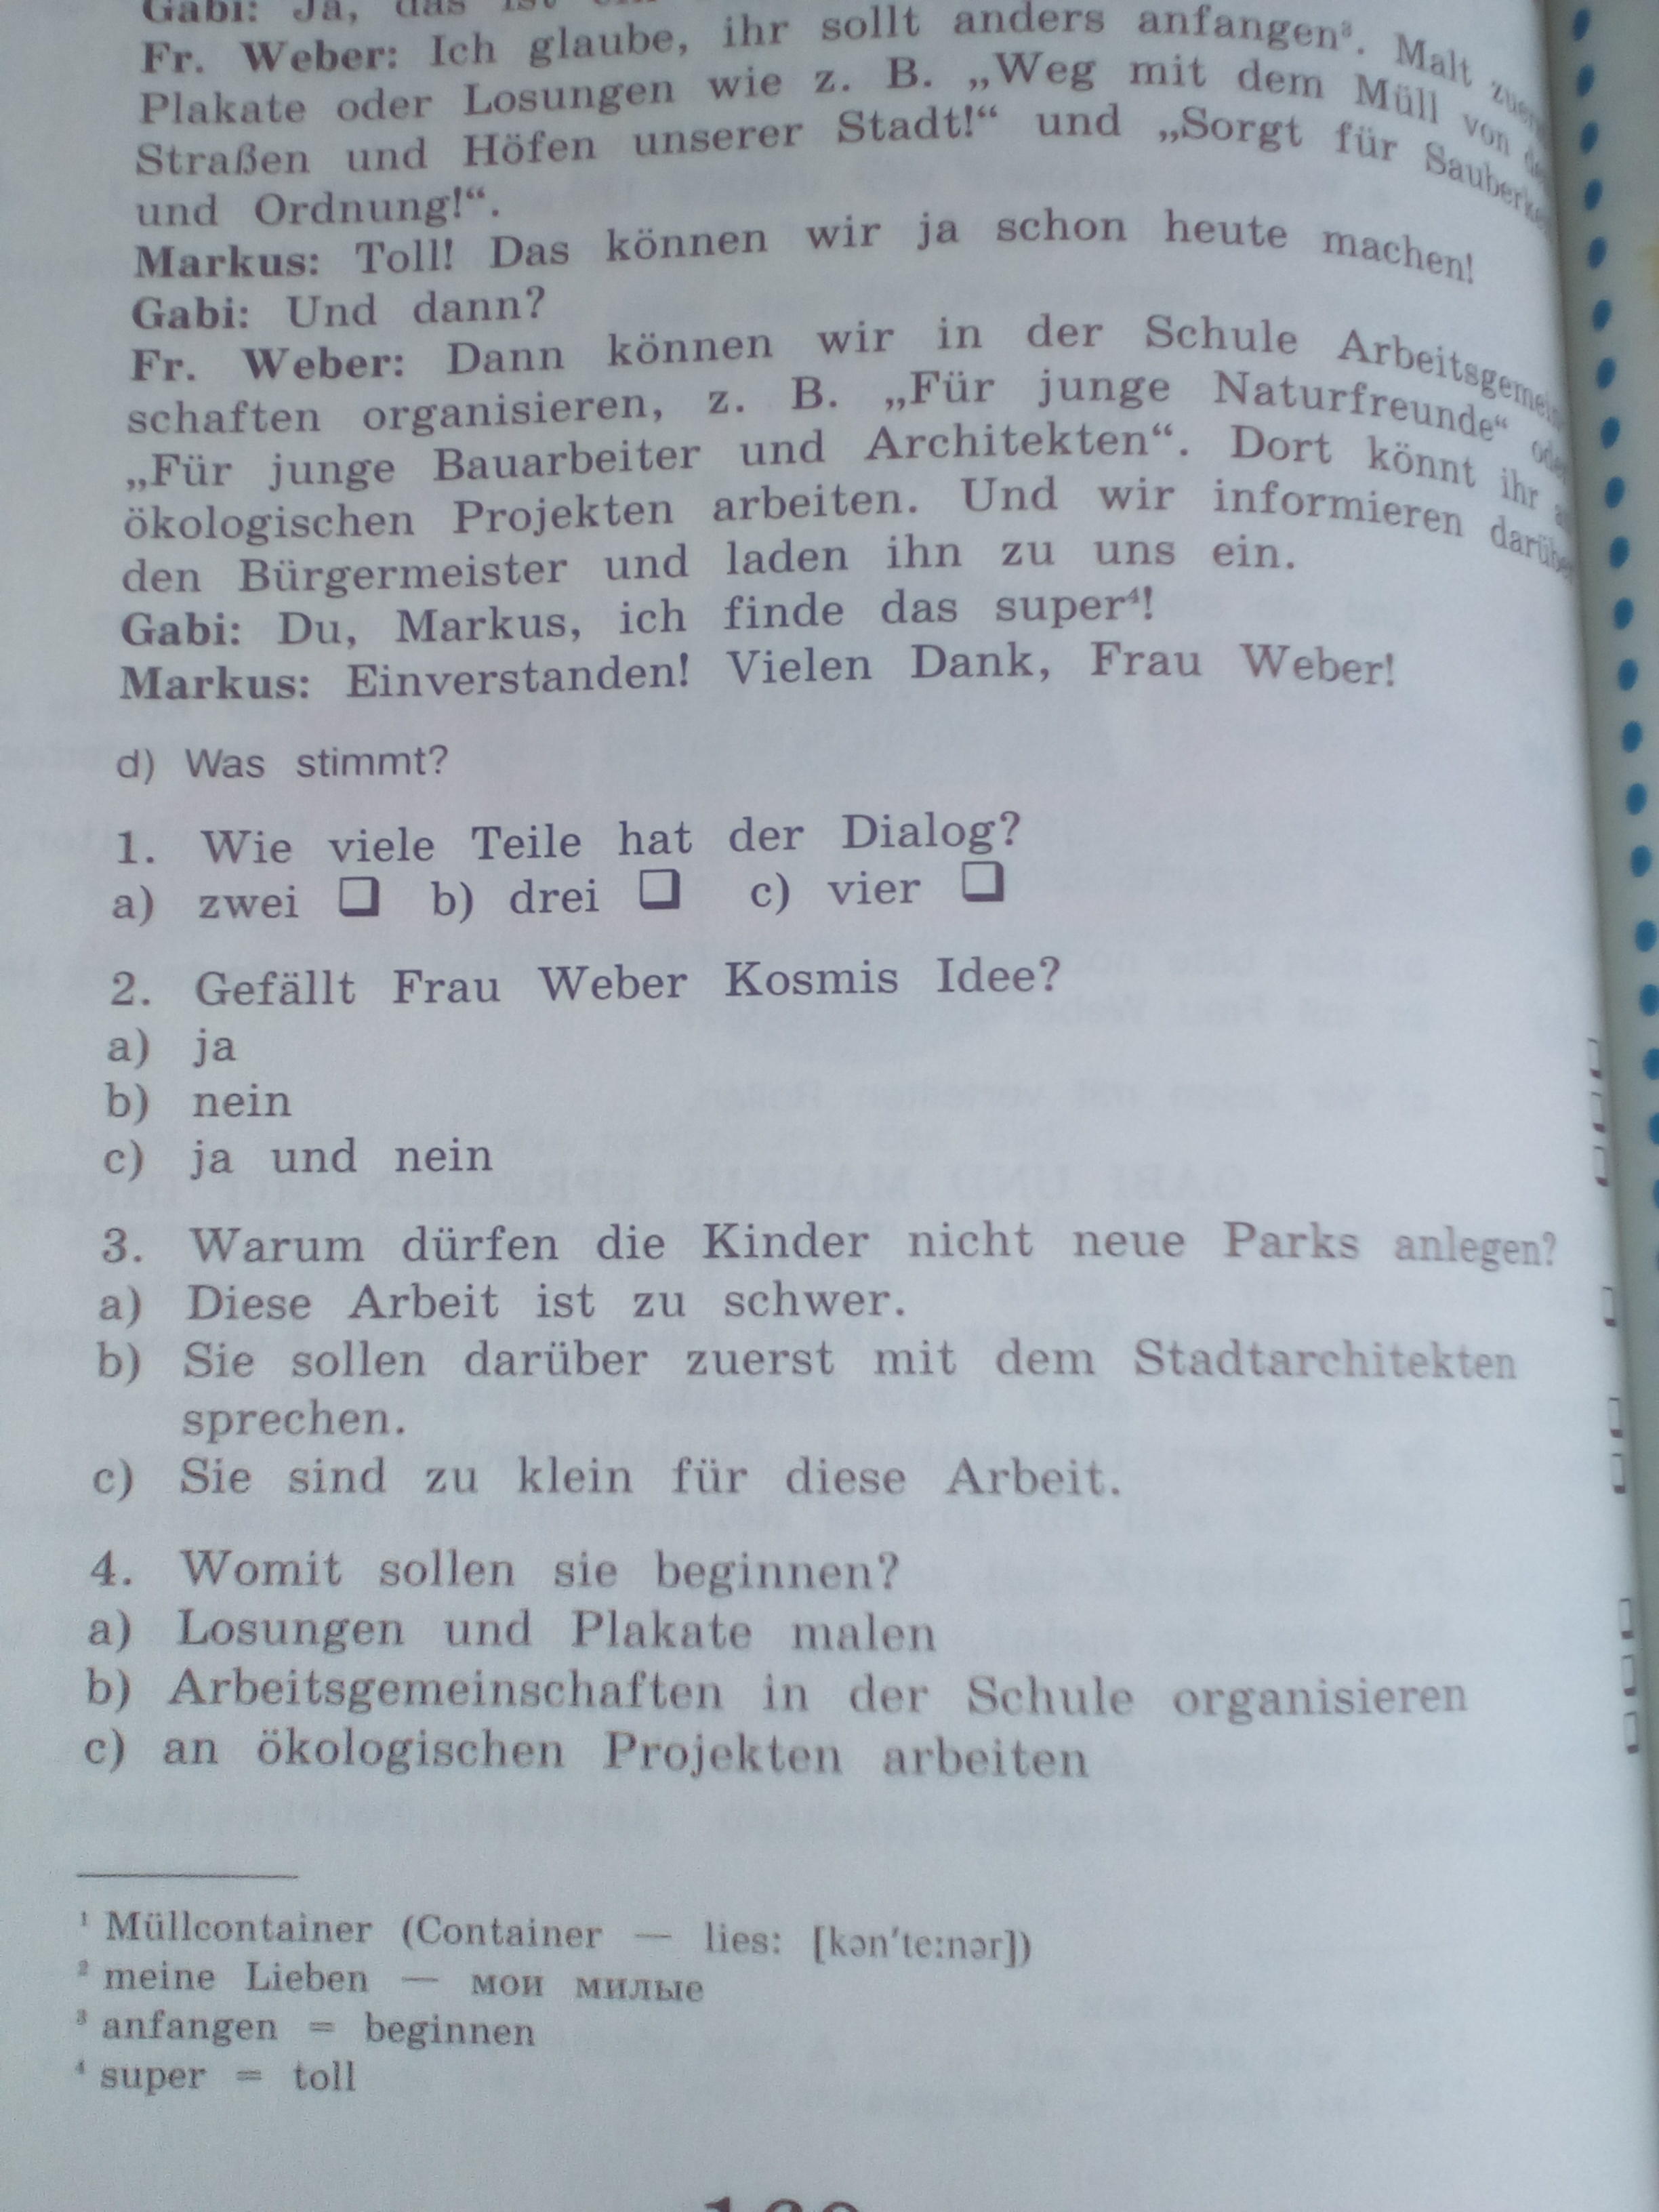 Gabi: Ja, das ist
Fr. Weber: Ich glaube, ihr sollt anders anfangen³. Malt
Plakate oder Losungen wie z. B. „Weg mit dem Müll von
Straßen und Höfen unserer Stadt!“ und „Sorgt für
und Ordnung!“.
Markus: Toll! Das können wir ja schon heute machen!
Gabi: Und dann?
Fr. Weber: Dann können wir in der Schule Arbeitsgemein
schaften organisieren, z. B. „Für junge Naturfreunde“
„Für junge Bauarbeiter und Architekten“. Dort könnt ihr
ökologischen Projekten arbeiten. Und wir informieren
den Bürgermeister und laden ihn zu uns ein.
Gabi: Du, Markus, ich finde das super⁴!
Markus: Einverstanden! Vielen Dank, Frau Weber!
d) Was stimmt?
1. Wie viele Teile hat der Dialog?
a) zwei ❑ b) drei ❑ c) vier ❑
2. Gefällt Frau Weber Kosmis Idee?
a) ja
b) nein
c) ja und nein
3. Warum dürfen die Kinder nicht neue Parks anlegen?
a) Diese Arbeit ist zu schwer.
b) Sie sollen darüber zuerst mit dem Stadtarchitekten
sprechen.
c) Sie sind zu klein für diese Arbeit.
4. Womit sollen sie beginnen?
a) Losungen und Plakate malen
b) Arbeitsgemeinschaften in der Schule organisieren
c) an ökologischen Projekten arbeiten
¹ Müllcontainer (Container — lies: [kən'te:nər])
² meine Lieben — мои милые
³ anfangen = beginnen
⁴ super = toll